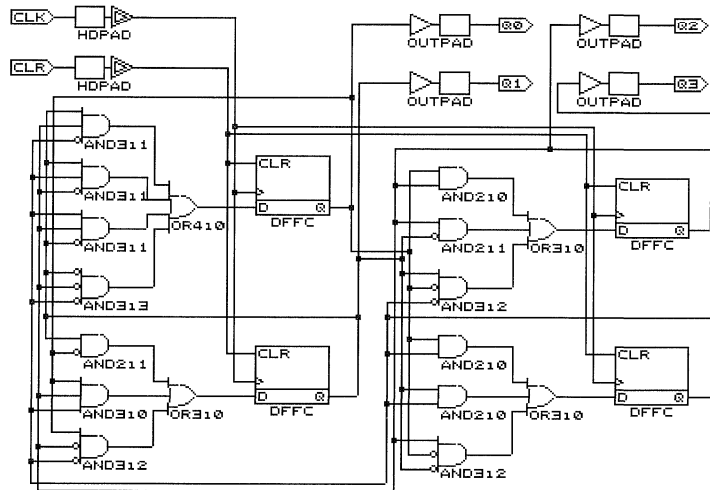 CLK
HDPAD
OUTPAD
Q0
OUTPAD
Q2
CLR
HDPAD
OUTPAD
Q1
OUTPAD
Q3
AND311
AND311
AND311
AND313
OR410
CLR
D
Q
DFFC
AND210
AND211
AND312
OR310
CLR
D
Q
DFFC
AND211
AND310
AND312
OR310
CLR
D
Q
DFFC
AND210
AND210
AND312
OR310
CLR
D
Q
DFFC